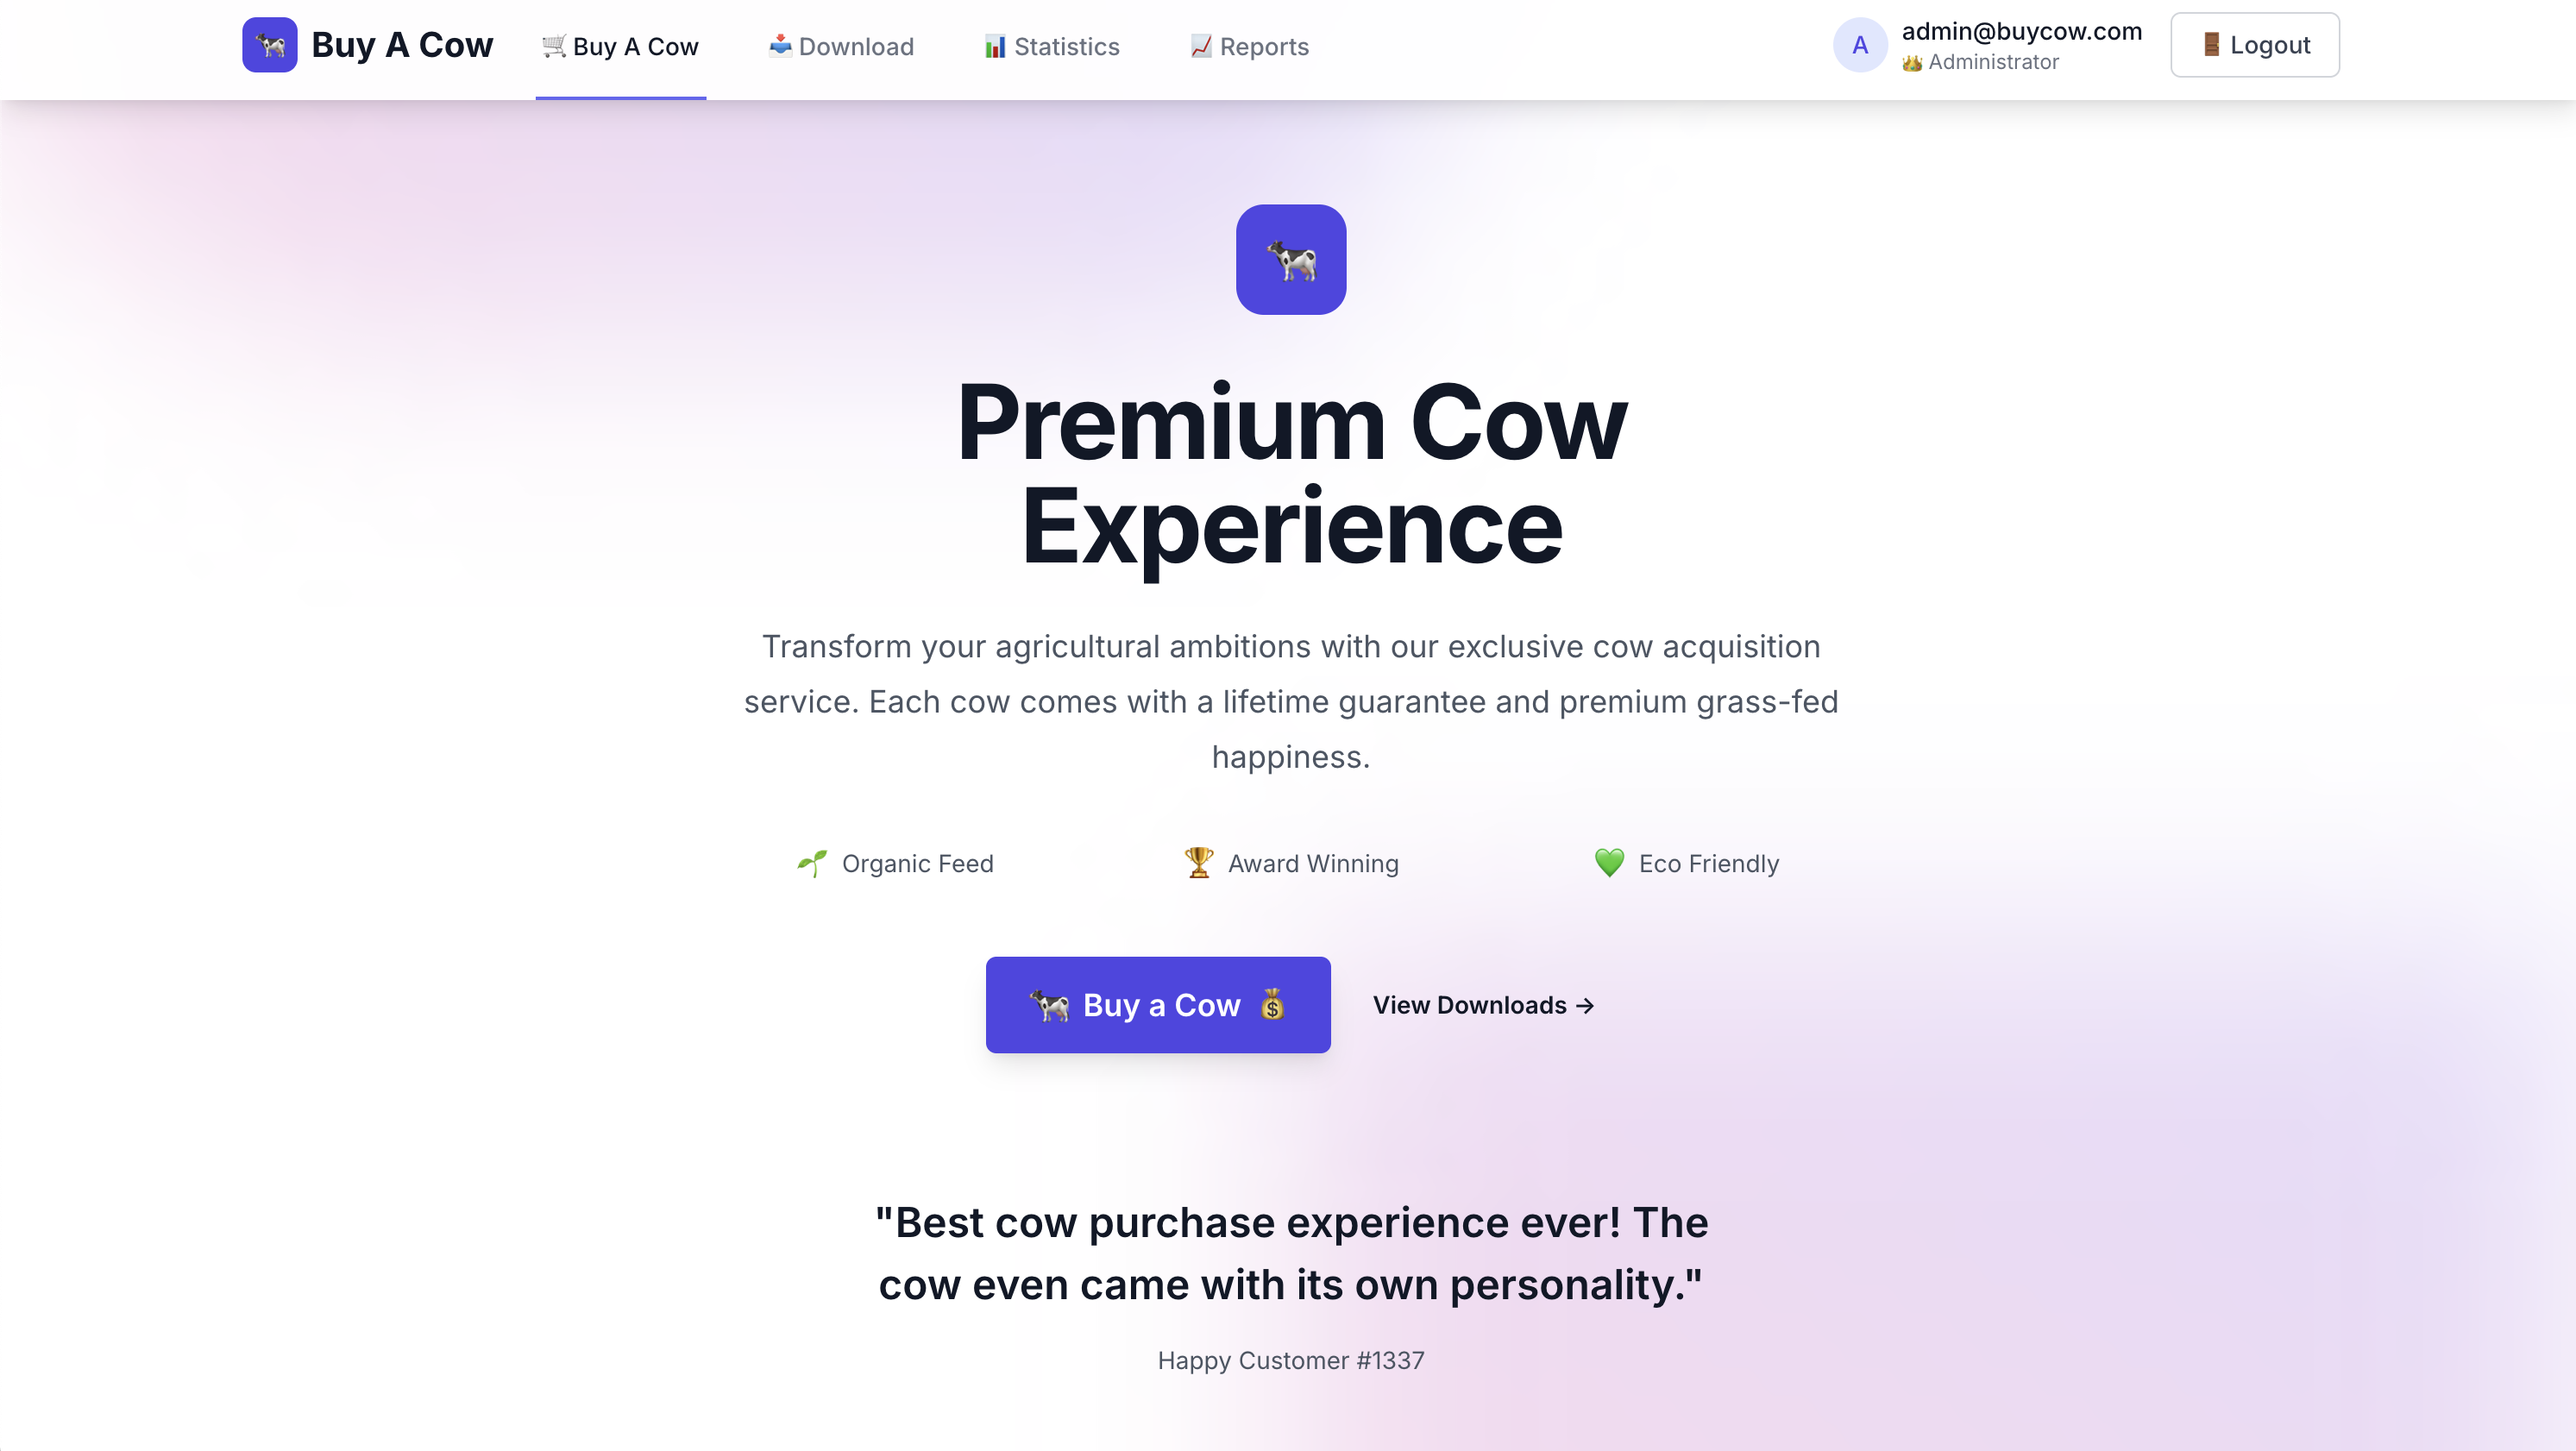 Buy A Cow
Buy A Cow
Download
Statistics
Reports
A
admin@buycow.com
Administrator
Logout
Premium Cow
Experience
Transform your agricultural ambitions with our exclusive cow acquisition
service. Each cow comes with a lifetime guarantee and premium grass-fed
happiness.
Organic Feed
Award Winning
Eco Friendly
Buy a Cow
View Downloads →
"Best cow purchase experience ever! The
cow even came with its own personality."
Happy Customer #1337